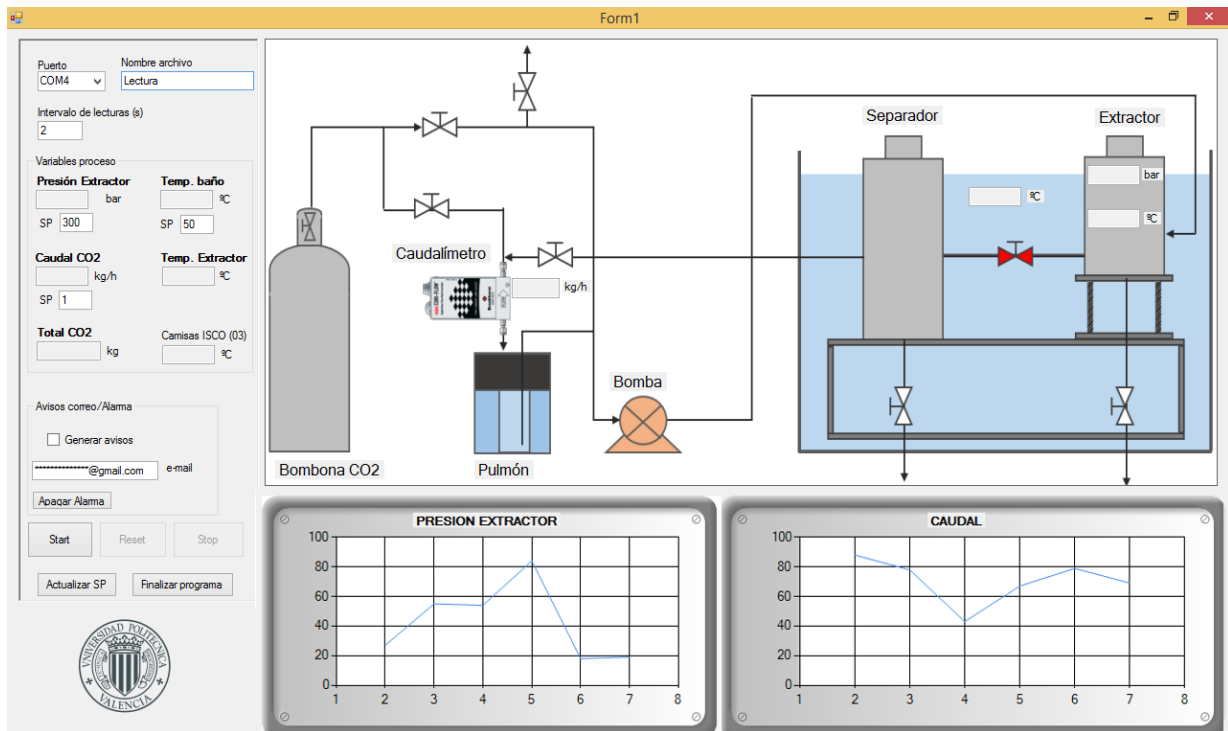 Form1
Puerto
Nombre archivo
COM4
Lectura
Intervalo de lecturas (s)
2
Variables proceso
Presión Extractor
Temp. baño
bar
ºC
SP 300
SP 50
Caudal CO2
Temp. Extractor
kg/h
ºC
SP 1
Total CO2
Camisas ISCO (03)
kg
ºC
Avisos correo/Alarma
Generar avisos
**************@gmail.com
e-mail
Apagar Alarma
Start
Reset
Stop
Actualizar SP
Finalizar programa
VNIVERSIDAD POLITECNICA
VALENCIA
Separador
Extractor
bar
ºC
ºC
Caudalímetro
kg/h
Bomba
Bombona CO2
Pulmón
PRESION EXTRACTOR
100
80
60
40
20
0
1 2 3 4 5 6 7 8
CAUDAL
100
80
60
40
20
0
1 2 3 4 5 6 7 8